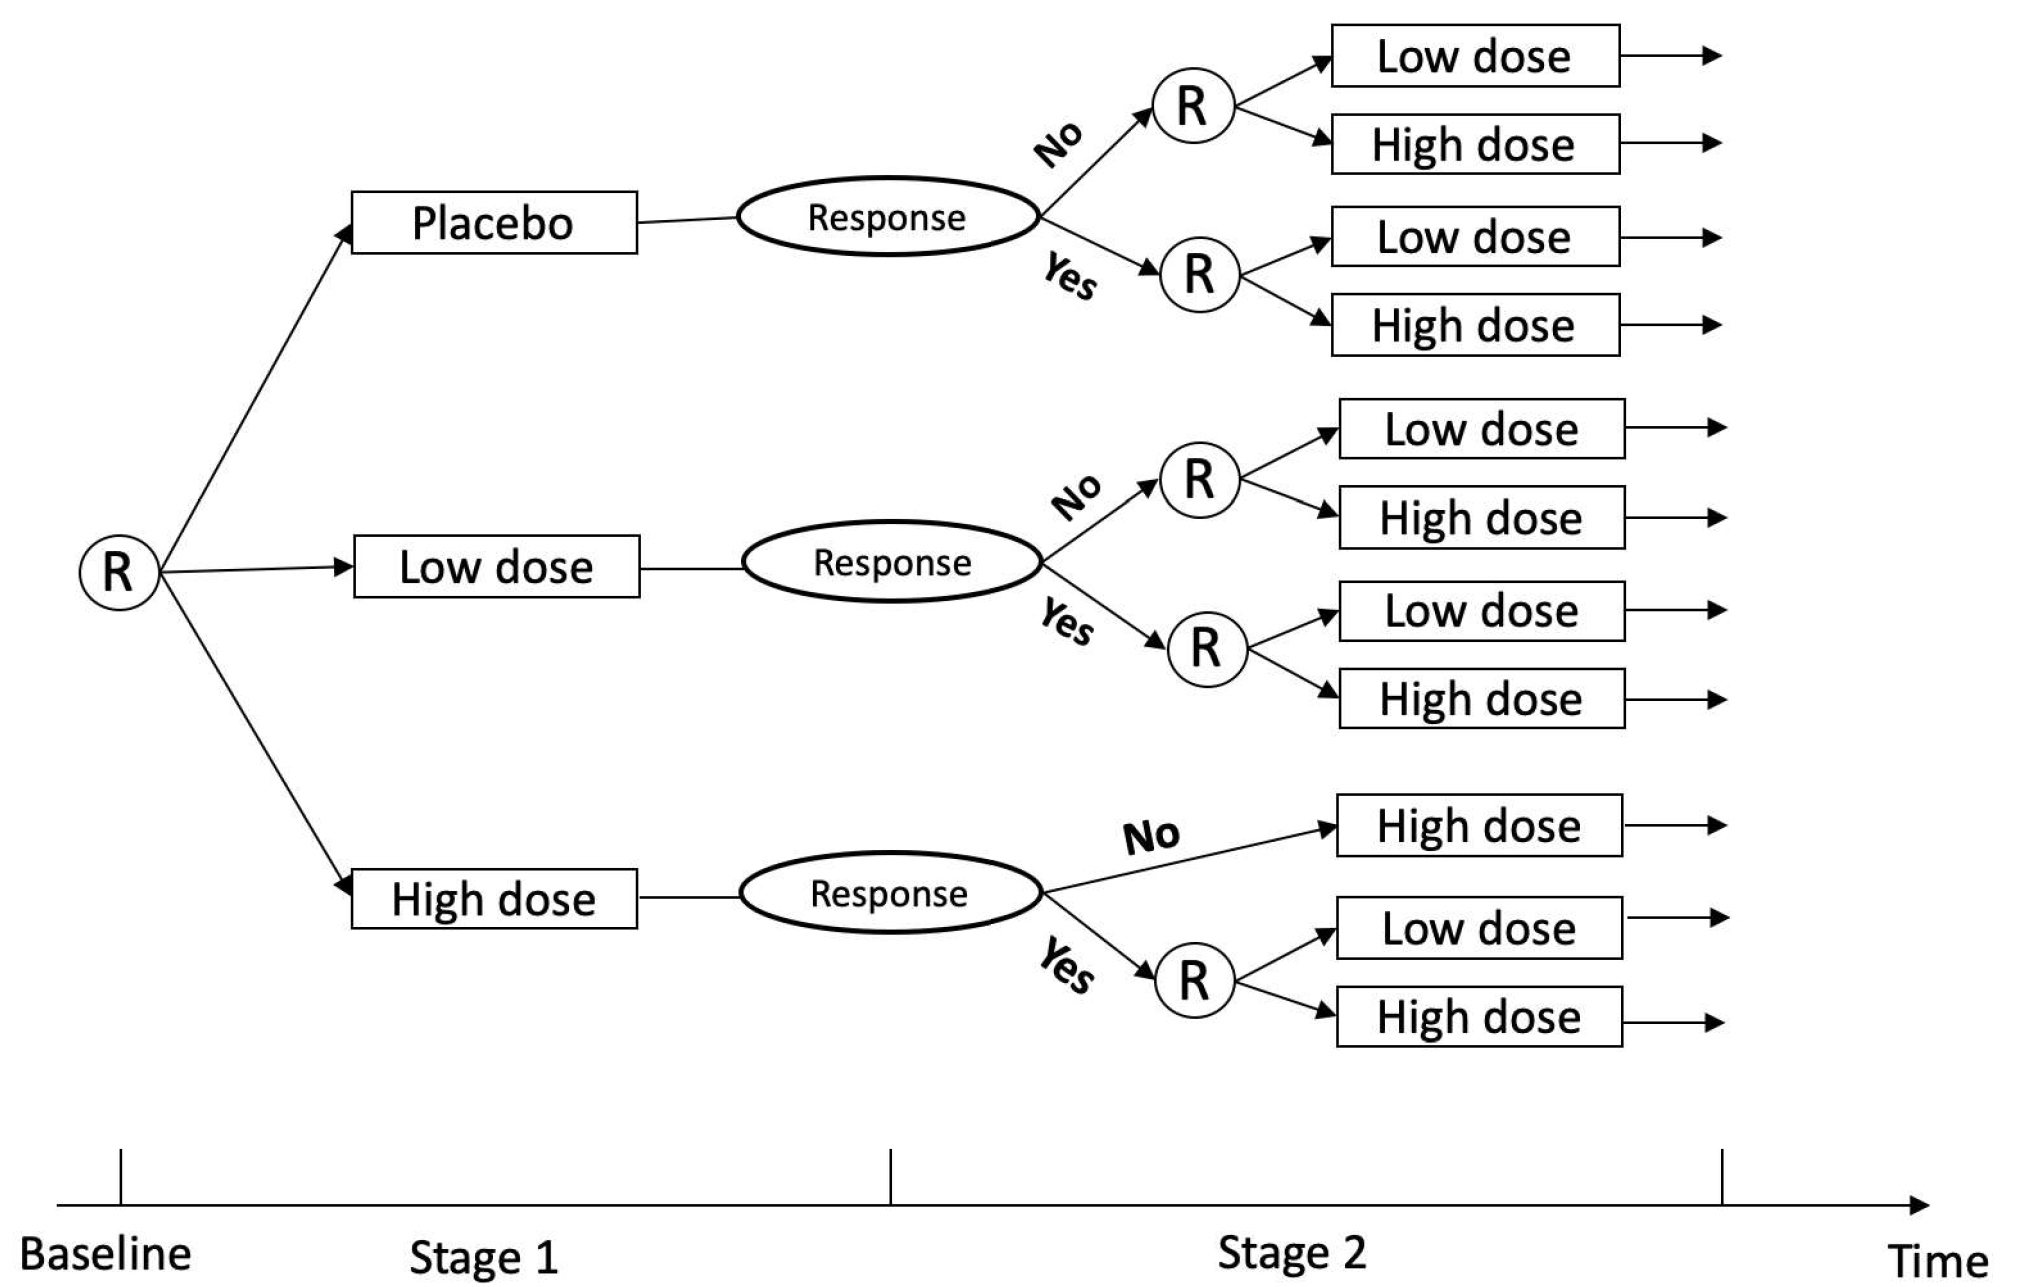 Low dose
R
No
High dose
Placebo
Response
Low dose
R
Yes
High dose
Low dose
R
No
High dose
R
Low dose
Response
Low dose
Yes
R
High dose
No
High dose
High dose
Response
Low dose
Yes
R
High dose
Baseline
Stage 1
Stage 2
Time